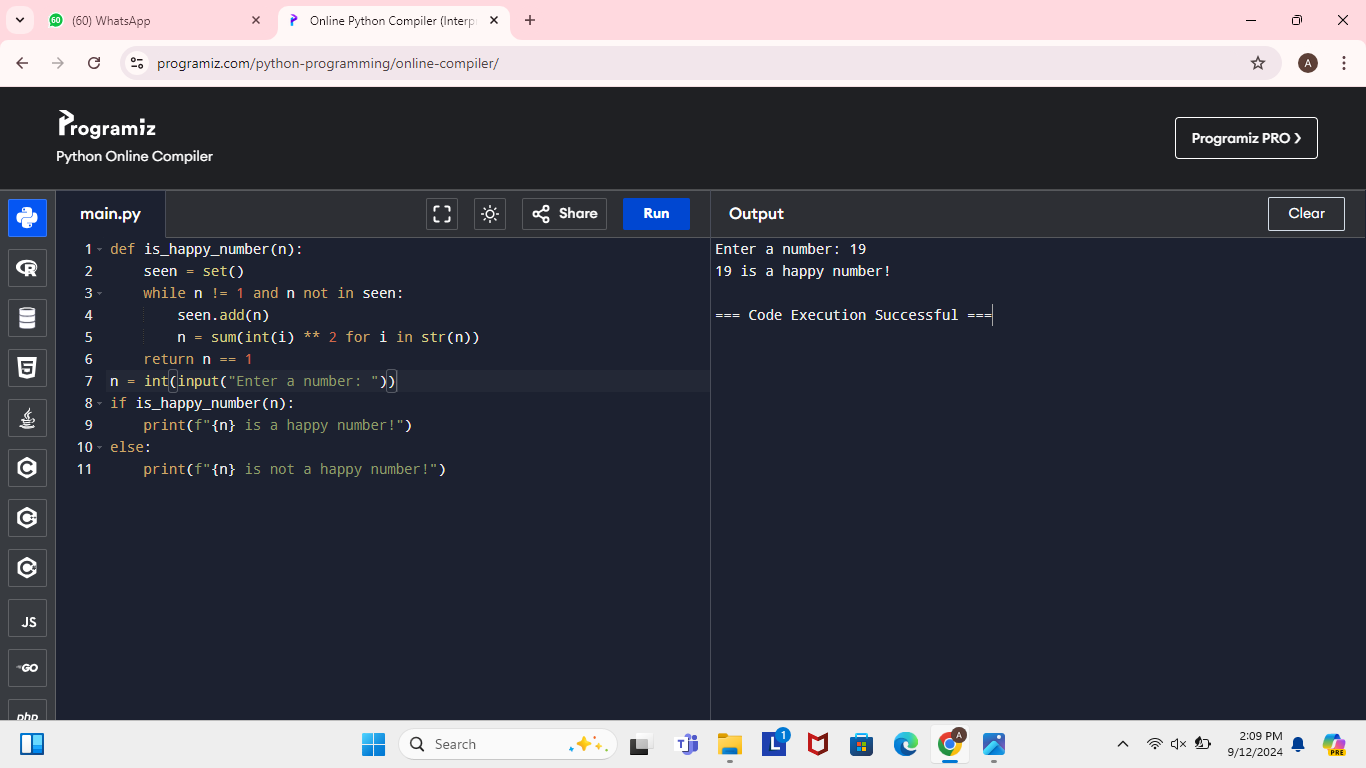 60
(60) WhatsApp
Online Python Compiler (Interp
programiz.com/python-programming/online-compiler/
A
Programiz
Python Online Compiler
Programiz PRO
main.py
Share
Run
Output
Clear
1 def is_happy_number(n):
2     seen = set()
3     while n != 1 and n not in seen:
4         seen.add(n)
5         n = sum(int(i) ** 2 for i in str(n))
6     return n == 1
7 n = int(input("Enter a number: "))
8 if is_happy_number(n):
9     print(f"{n} is a happy number!")
10 else:
11     print(f"{n} is not a happy number!")
Enter a number: 19
19 is a happy number!
=== Code Execution Successful ===
R
5
C
C
C
JS
GO
php
Search
L
1
A
PRE
2:09 PM
9/12/2024